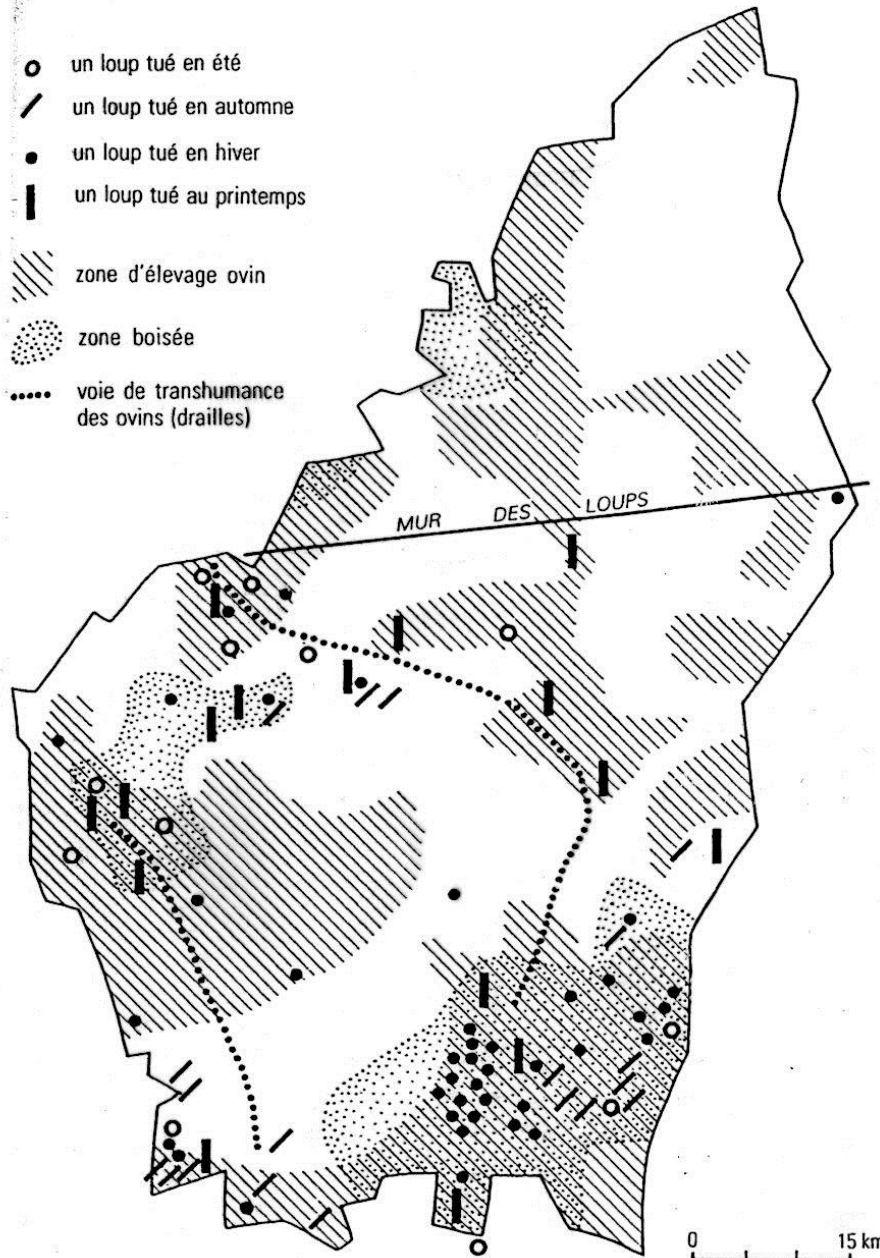 un loup tué en été
un loup tué en automne
un loup tué en hiver
un loup tué au printemps
zone d'élevage ovin
zone boisée
voie de transhumance
des ovins (drailles)
MUR DES LOUPS
0 15 km